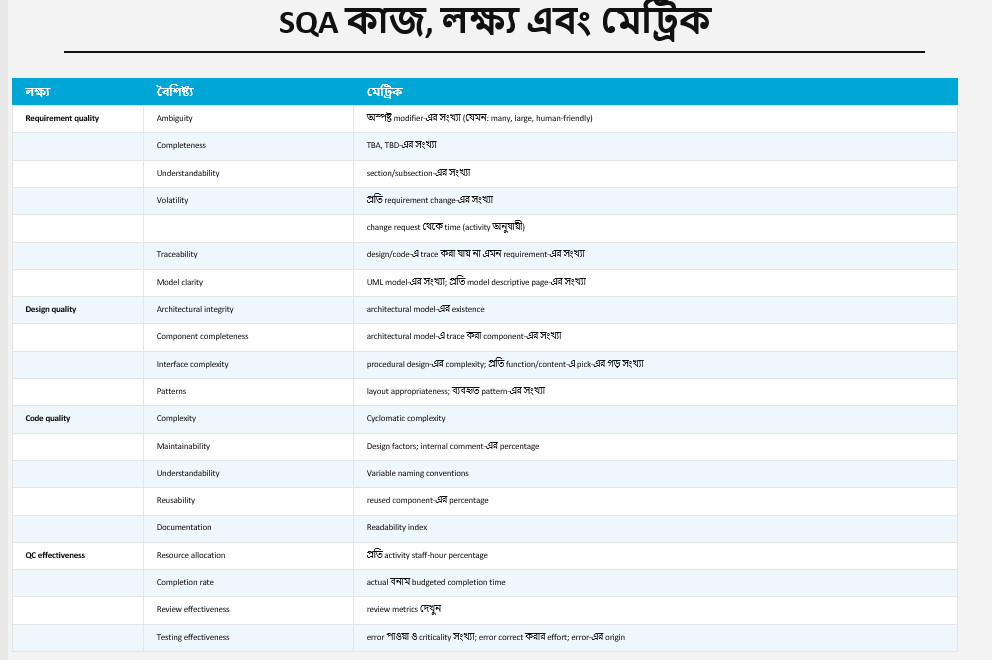 SQA কাজ, লক্ষ্য এবং মেট্রিক
লক্ষ্য বৈশিষ্ট্য মেট্রিক
Requirement quality Ambiguity অস্পষ্ট modifier-এর সংখ্যা (যেমন: many, large, human-friendly)
Completeness TBA, TBD-এর সংখ্যা
Understandability section/subsection-এর সংখ্যা
Volatility প্রতি requirement change-এর সংখ্যা
change request থেকে time (activity অনুযায়ী)
Traceability design/code-এ trace করা যায় না এমন requirement-এর সংখ্যা
Model clarity UML model-এর সংখ্যা; প্রতি model descriptive page-এর সংখ্যা
Design quality Architectural integrity architectural model-এর existence
Component completeness architectural model-এ trace করা component-এর সংখ্যা
Interface complexity procedural design-এর complexity; প্রতি function/content-এ pick-এর গড় সংখ্যা
Patterns layout appropriateness; ব্যবহৃত pattern-এর সংখ্যা
Code quality Complexity Cyclomatic complexity
Maintainability Design factors; internal comment-এর percentage
Understandability Variable naming conventions
Reusability reused component-এর percentage
Documentation Readability index
QC effectiveness Resource allocation প্রতি activity staff-hour percentage
Completion rate actual বনাম budgeted completion time
Review effectiveness review metrics দেখুন
Testing effectiveness error পাওয়া ও criticality সংখ্যা; error correct করার effort; error-এর origin